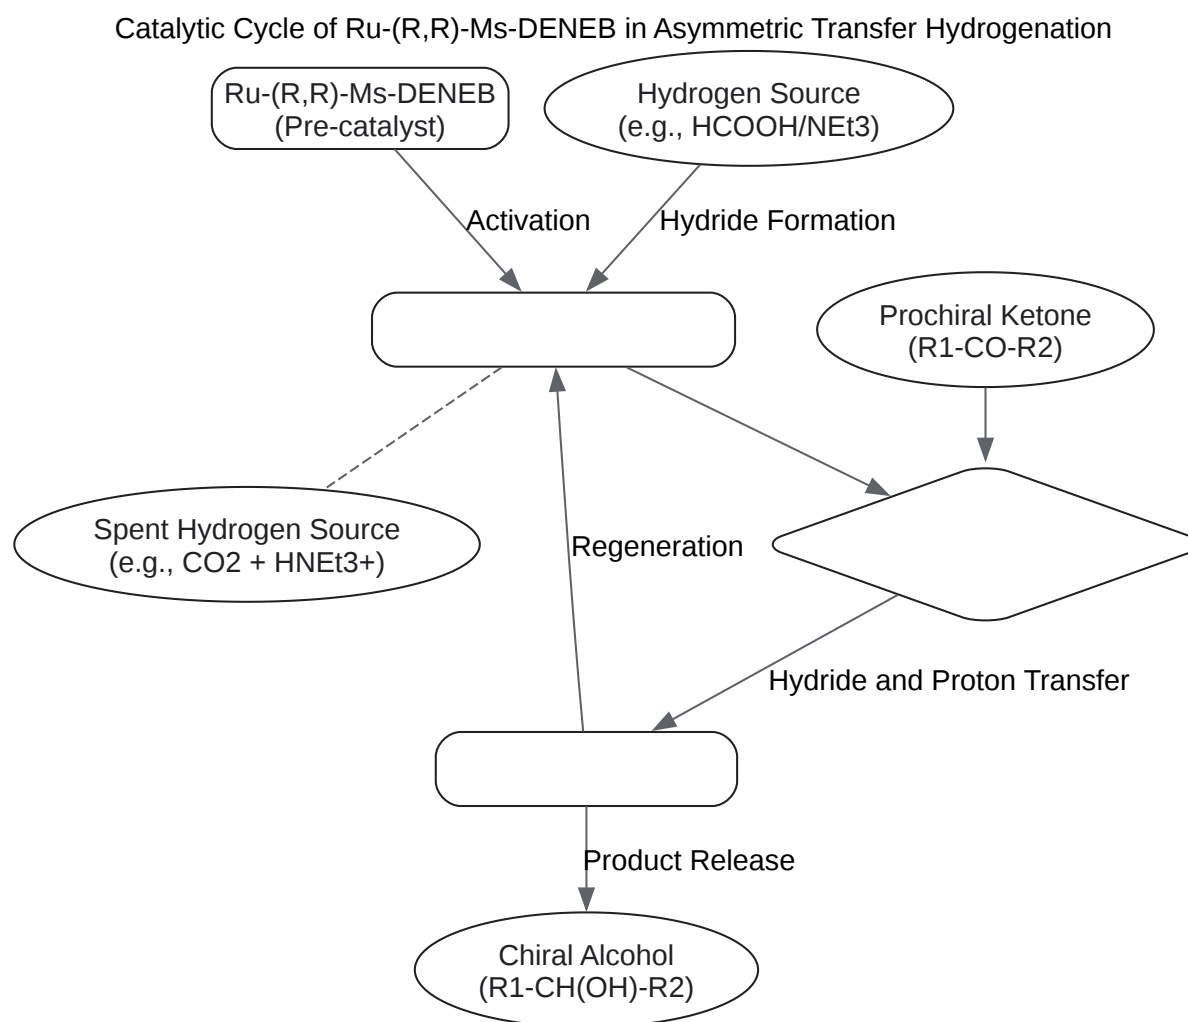 Catalytic Cycle of Ru-(R,R)-Ms-DENEB in Asymmetric Transfer Hydrogenation
Ru-(R,R)-Ms-DENEB
(Pre-catalyst)
Hydrogen Source
(e.g., HCOOH/NEt3)
Activation
Hydride Formation
Prochiral Ketone
(R1-CO-R2)
Spent Hydrogen Source
(e.g., CO2 + HNEt3+)
Regeneration
Hydride and Proton Transfer
Product Release
Chiral Alcohol
(R1-CH(OH)-R2)